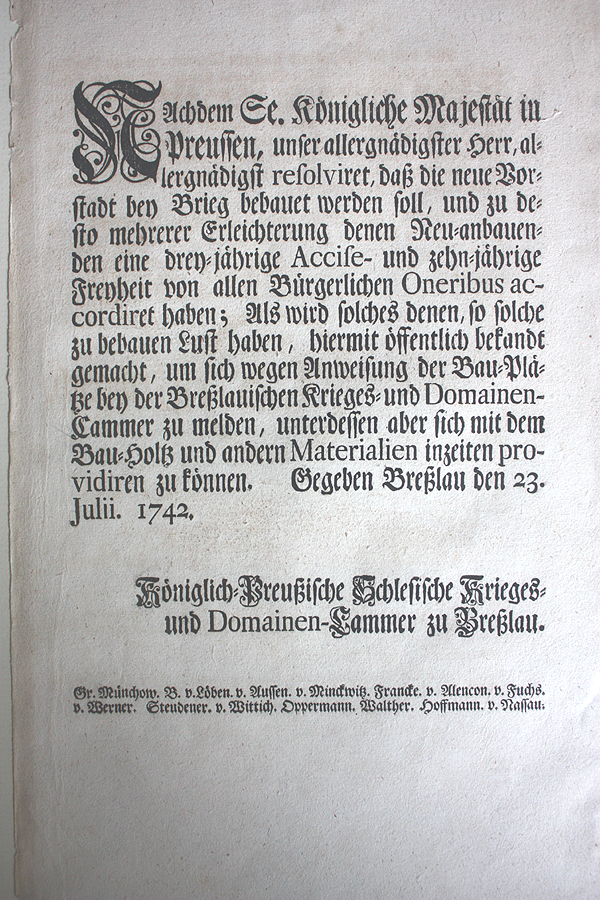 NAchdem Se. Königliche Majestät in
Preussen, unser allergnädigster Herr, al-
lergnädigst resolviret, daß die neue Vor-
stadt bey Brieg bebauet werden soll, und zu de-
sto mehrerer Erleichterung denen Neu-anbauen-
den eine drey-jährige Accise- und zehn-jährige
Freyheit von allen Bürgerlichen Oneribus ac-
cordiret haben; Als wird solches denen, so solche
zu bebauen Lust haben, hiermit öffentlich bekandt
gemacht, um sich wegen Anweisung der Bau-Plä-
tze bey der Breßlauischen Krieges- und Domainen-
Cammer zu melden, unterdessen aber sich mit dem
Bau-Holtz und andern Materialien inzeiten pro-
vidiren zu können. Gegeben Breßlau den 23.
Julii. 1742.
Königlich-Preußische Schlesische Krieges-
und Domainen-Cammer zu Breßlau.
Gr. Münchow. B. v. Löben. v. Aussen. v. Minckwitz. Francke. v. Alencon. v. Fuchs.
v. Werner. Steudener. v. Wittich. Oppermann. Walther. Hoffmann. v. Nassau.